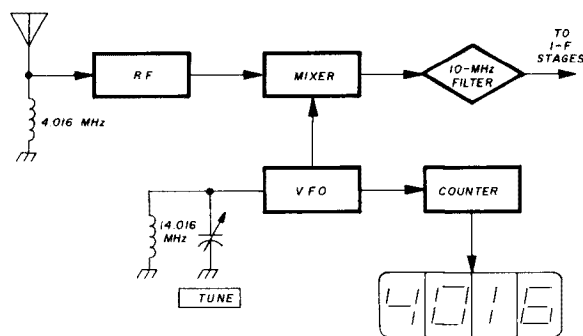 TO
I-F
STAGES
RF
MIXER
10-MHz
FILTER
4.016 MHz
VFO
COUNTER
14.016
MHz
TUNE
4016